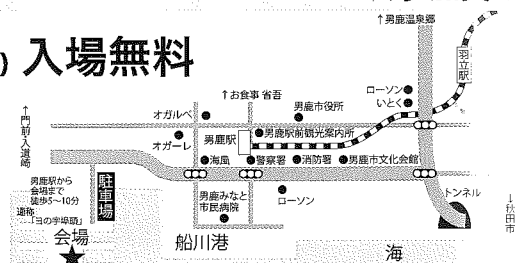 ↑男鹿温泉郷
)入場無料
羽立駅
ローソン
いとく
↑お食事 省吾
男鹿市役所
オガルベ
↑門前・入道崎
男鹿駅
男鹿駅前観光案内所
オガーレ
海風
警察署
消防署
男鹿市文化会館
男鹿駅から
会場まで
徒歩5〜10分
通称
「ヨの字埠頭」
駐車場
男鹿みなと
市民病院
ローソン
トンネル
↓秋田市
会場
船川港
海